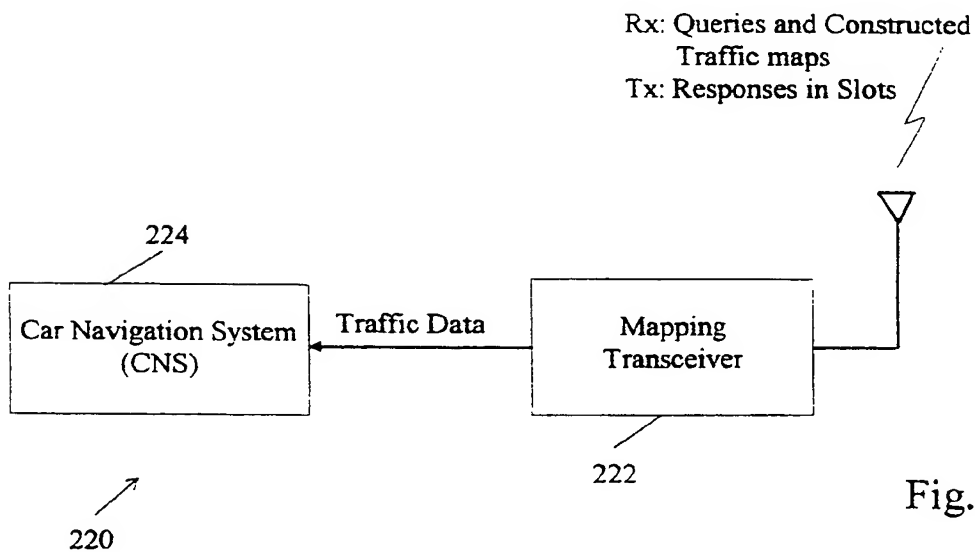 Rx: Queries and Constructed
Traffic maps
Tx: Responses in Slots
224
Car Navigation System
(CNS)
Traffic Data
Mapping
Transceiver
222
220
Fig.